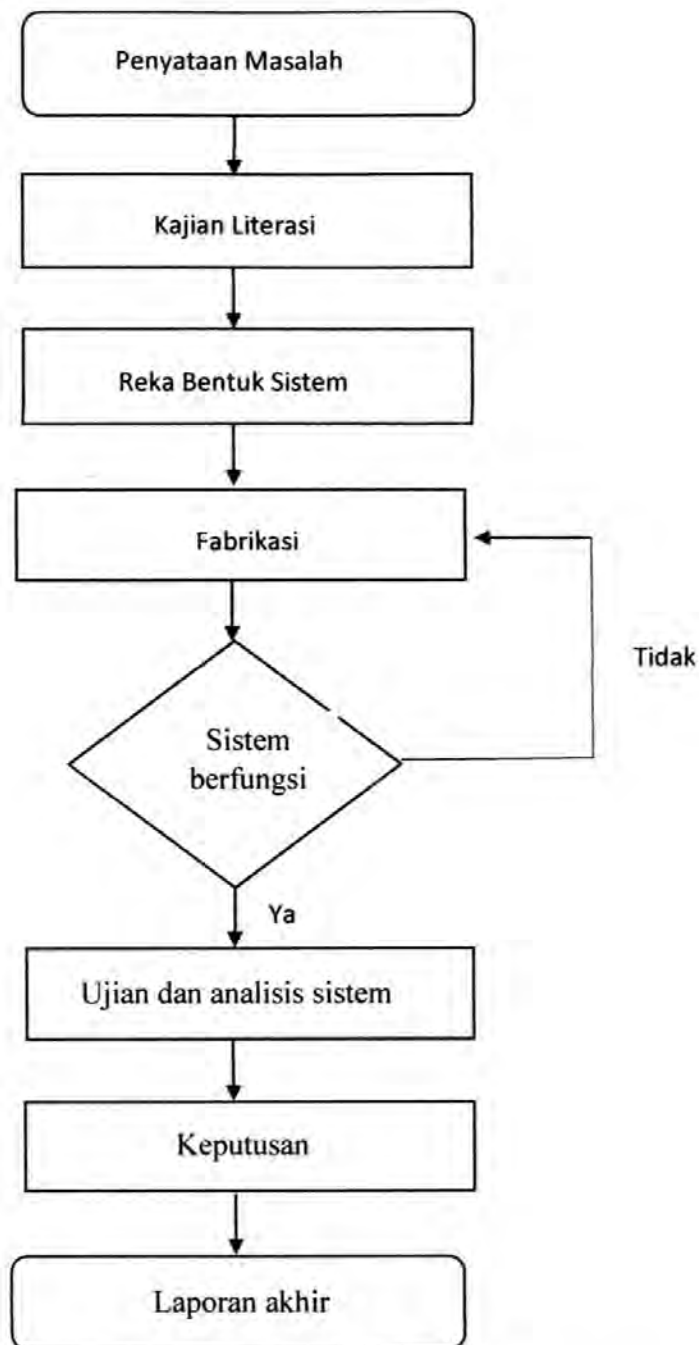 Penyataan Masalah
Kajian Literasi
Reka Bentuk Sistem
Fabrikasi
Tidak
Sistem
berfungsi
Ya
Ujian dan analisis sistem
Keputusan
Laporan akhir